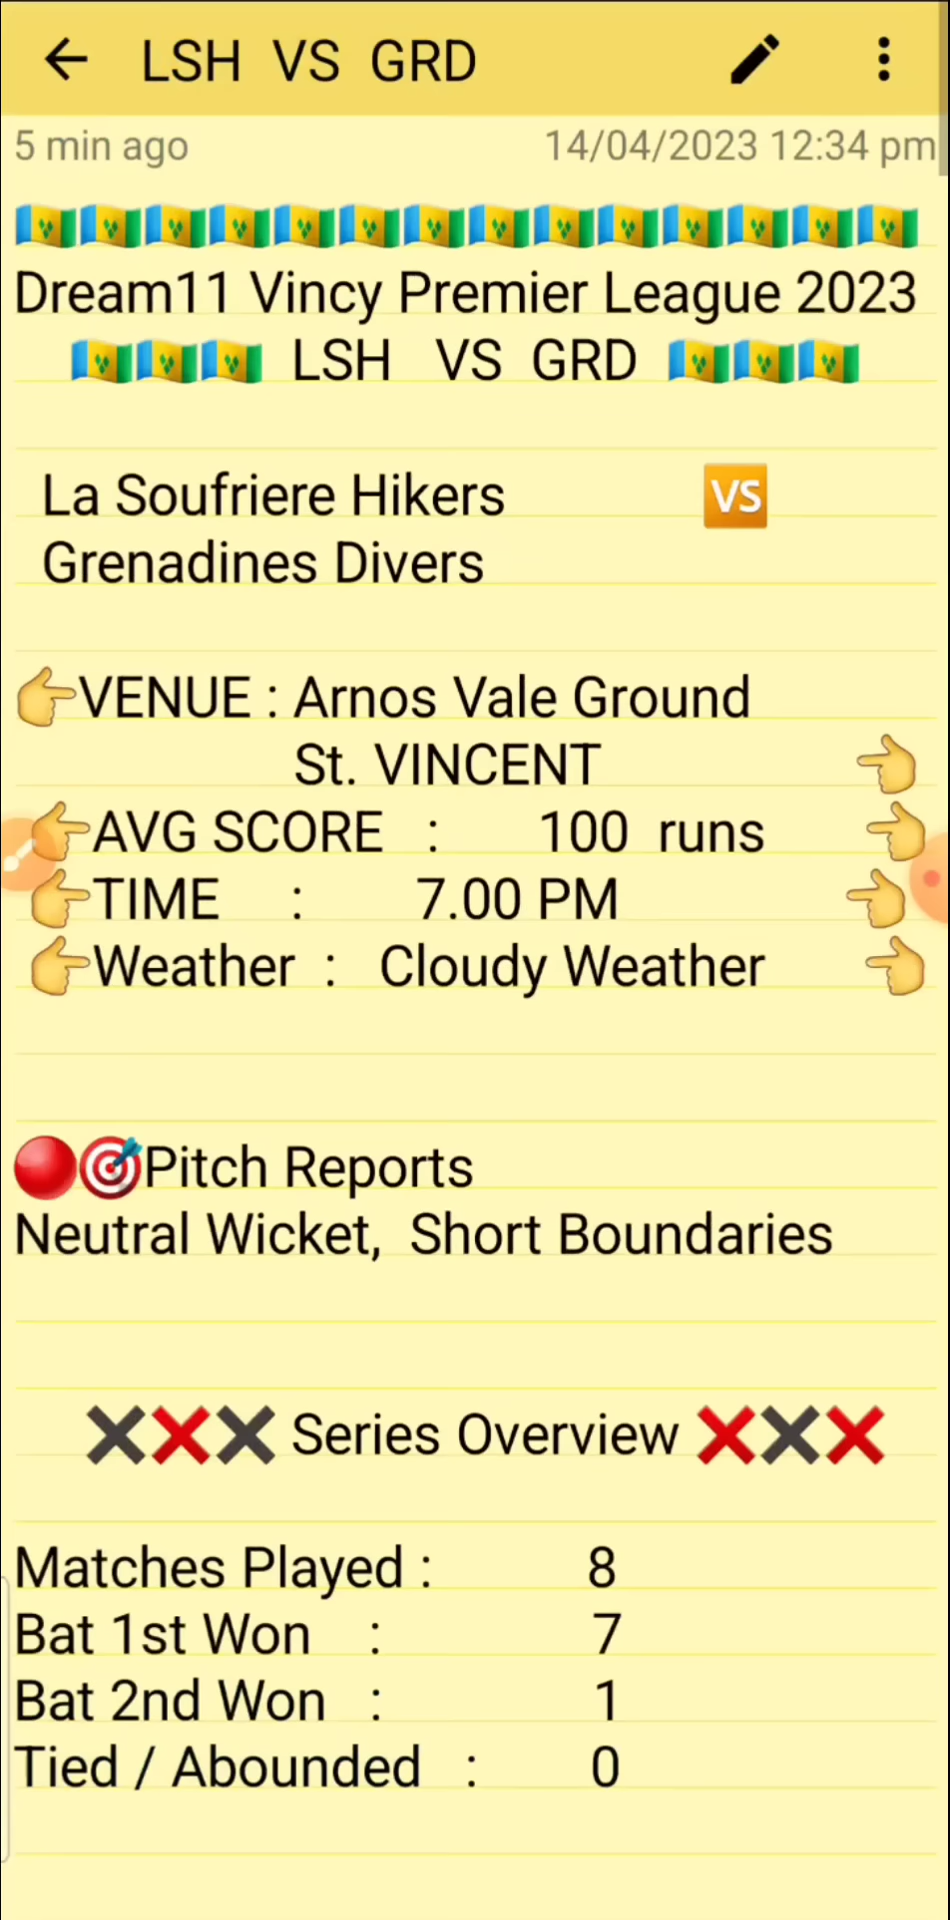 LSH VS GRD
5 min ago 14/04/2023 12:34 pm
Dream11 Vincy Premier League 2023
LSH VS GRD
La Soufriere Hikers VS
Grenadines Divers
VENUE : Arnos Vale Ground
St. VINCENT
AVG SCORE : 100 runs
TIME : 7.00 PM
Weather : Cloudy Weather
Pitch Reports
Neutral Wicket, Short Boundaries
Series Overview
Matches Played : 8
Bat 1st Won : 7
Bat 2nd Won : 1
Tied / Abounded : 0